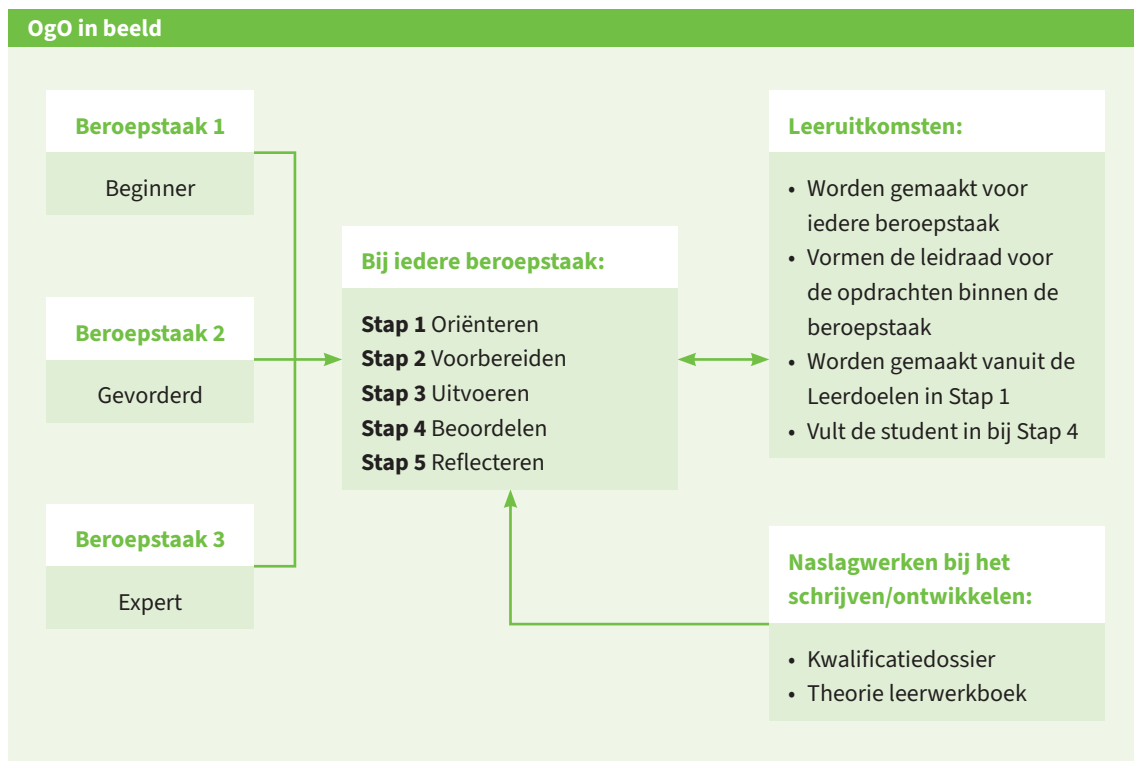 OgO in beeld
Beroepstaak 1
Beginner
Beroepstaak 2
Gevorderd
Beroepstaak 3
Expert
Bij iedere beroepstaak:
Stap 1 Oriënteren
Stap 2 Voorbereiden
Stap 3 Uitvoeren
Stap 4 Beoordelen
Stap 5 Reflecteren
Leeruitkomsten:
• Worden gemaakt voor
iedere beroepstaak
• Vormen de leidraad voor
de opdrachten binnen de
beroepstaak
• Worden gemaakt vanuit de
Leerdoelen in Stap 1
• Vult de student in bij Stap 4
Naslagwerken bij het
schrijven/ontwikkelen:
• Kwalificatiedossier
• Theorie leerwerkboek